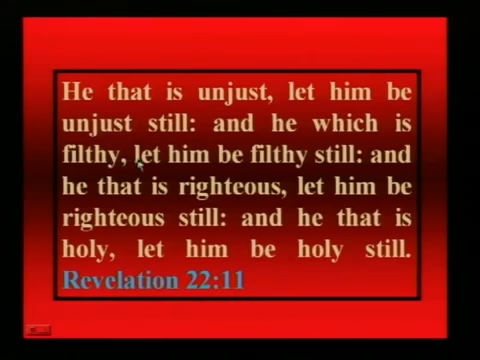 He that is unjust, let him be
unjust still: and he which is
filthy, let him be filthy still: and
he that is righteous, let him be
righteous still: and he that is
holy, let him be holy still.
Revelation 22:11